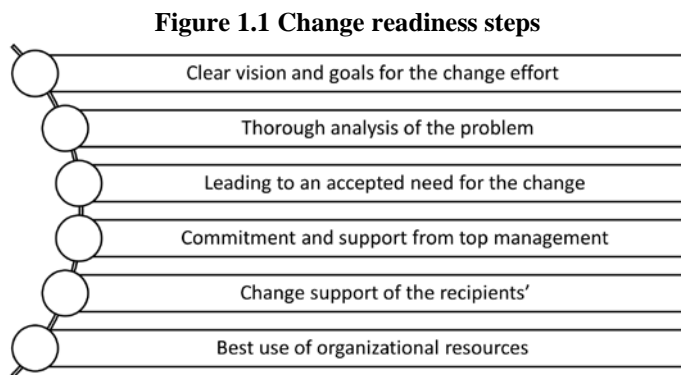 Figure 1.1 Change readiness steps
Clear vision and goals for the change effort
Thorough analysis of the problem
Leading to an accepted need for the change
Commitment and support from top management
Change support of the recipients'
Best use of organizational resources